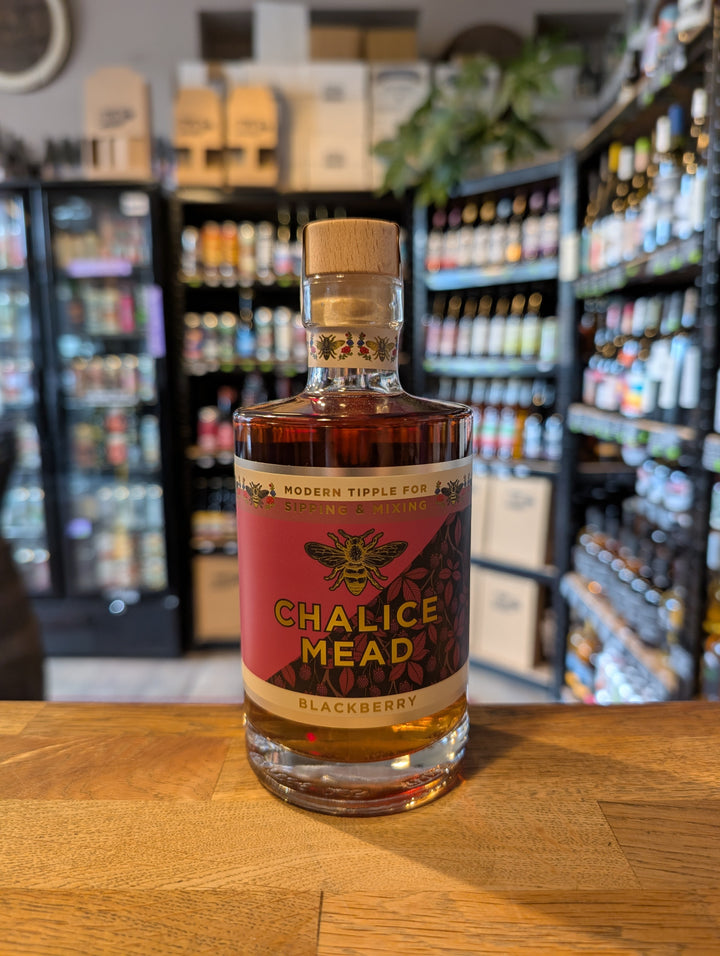 MODERN TIPPLE FOR
SIPPING & MIXING
CHALICE
MEAD
BLACKBERRY